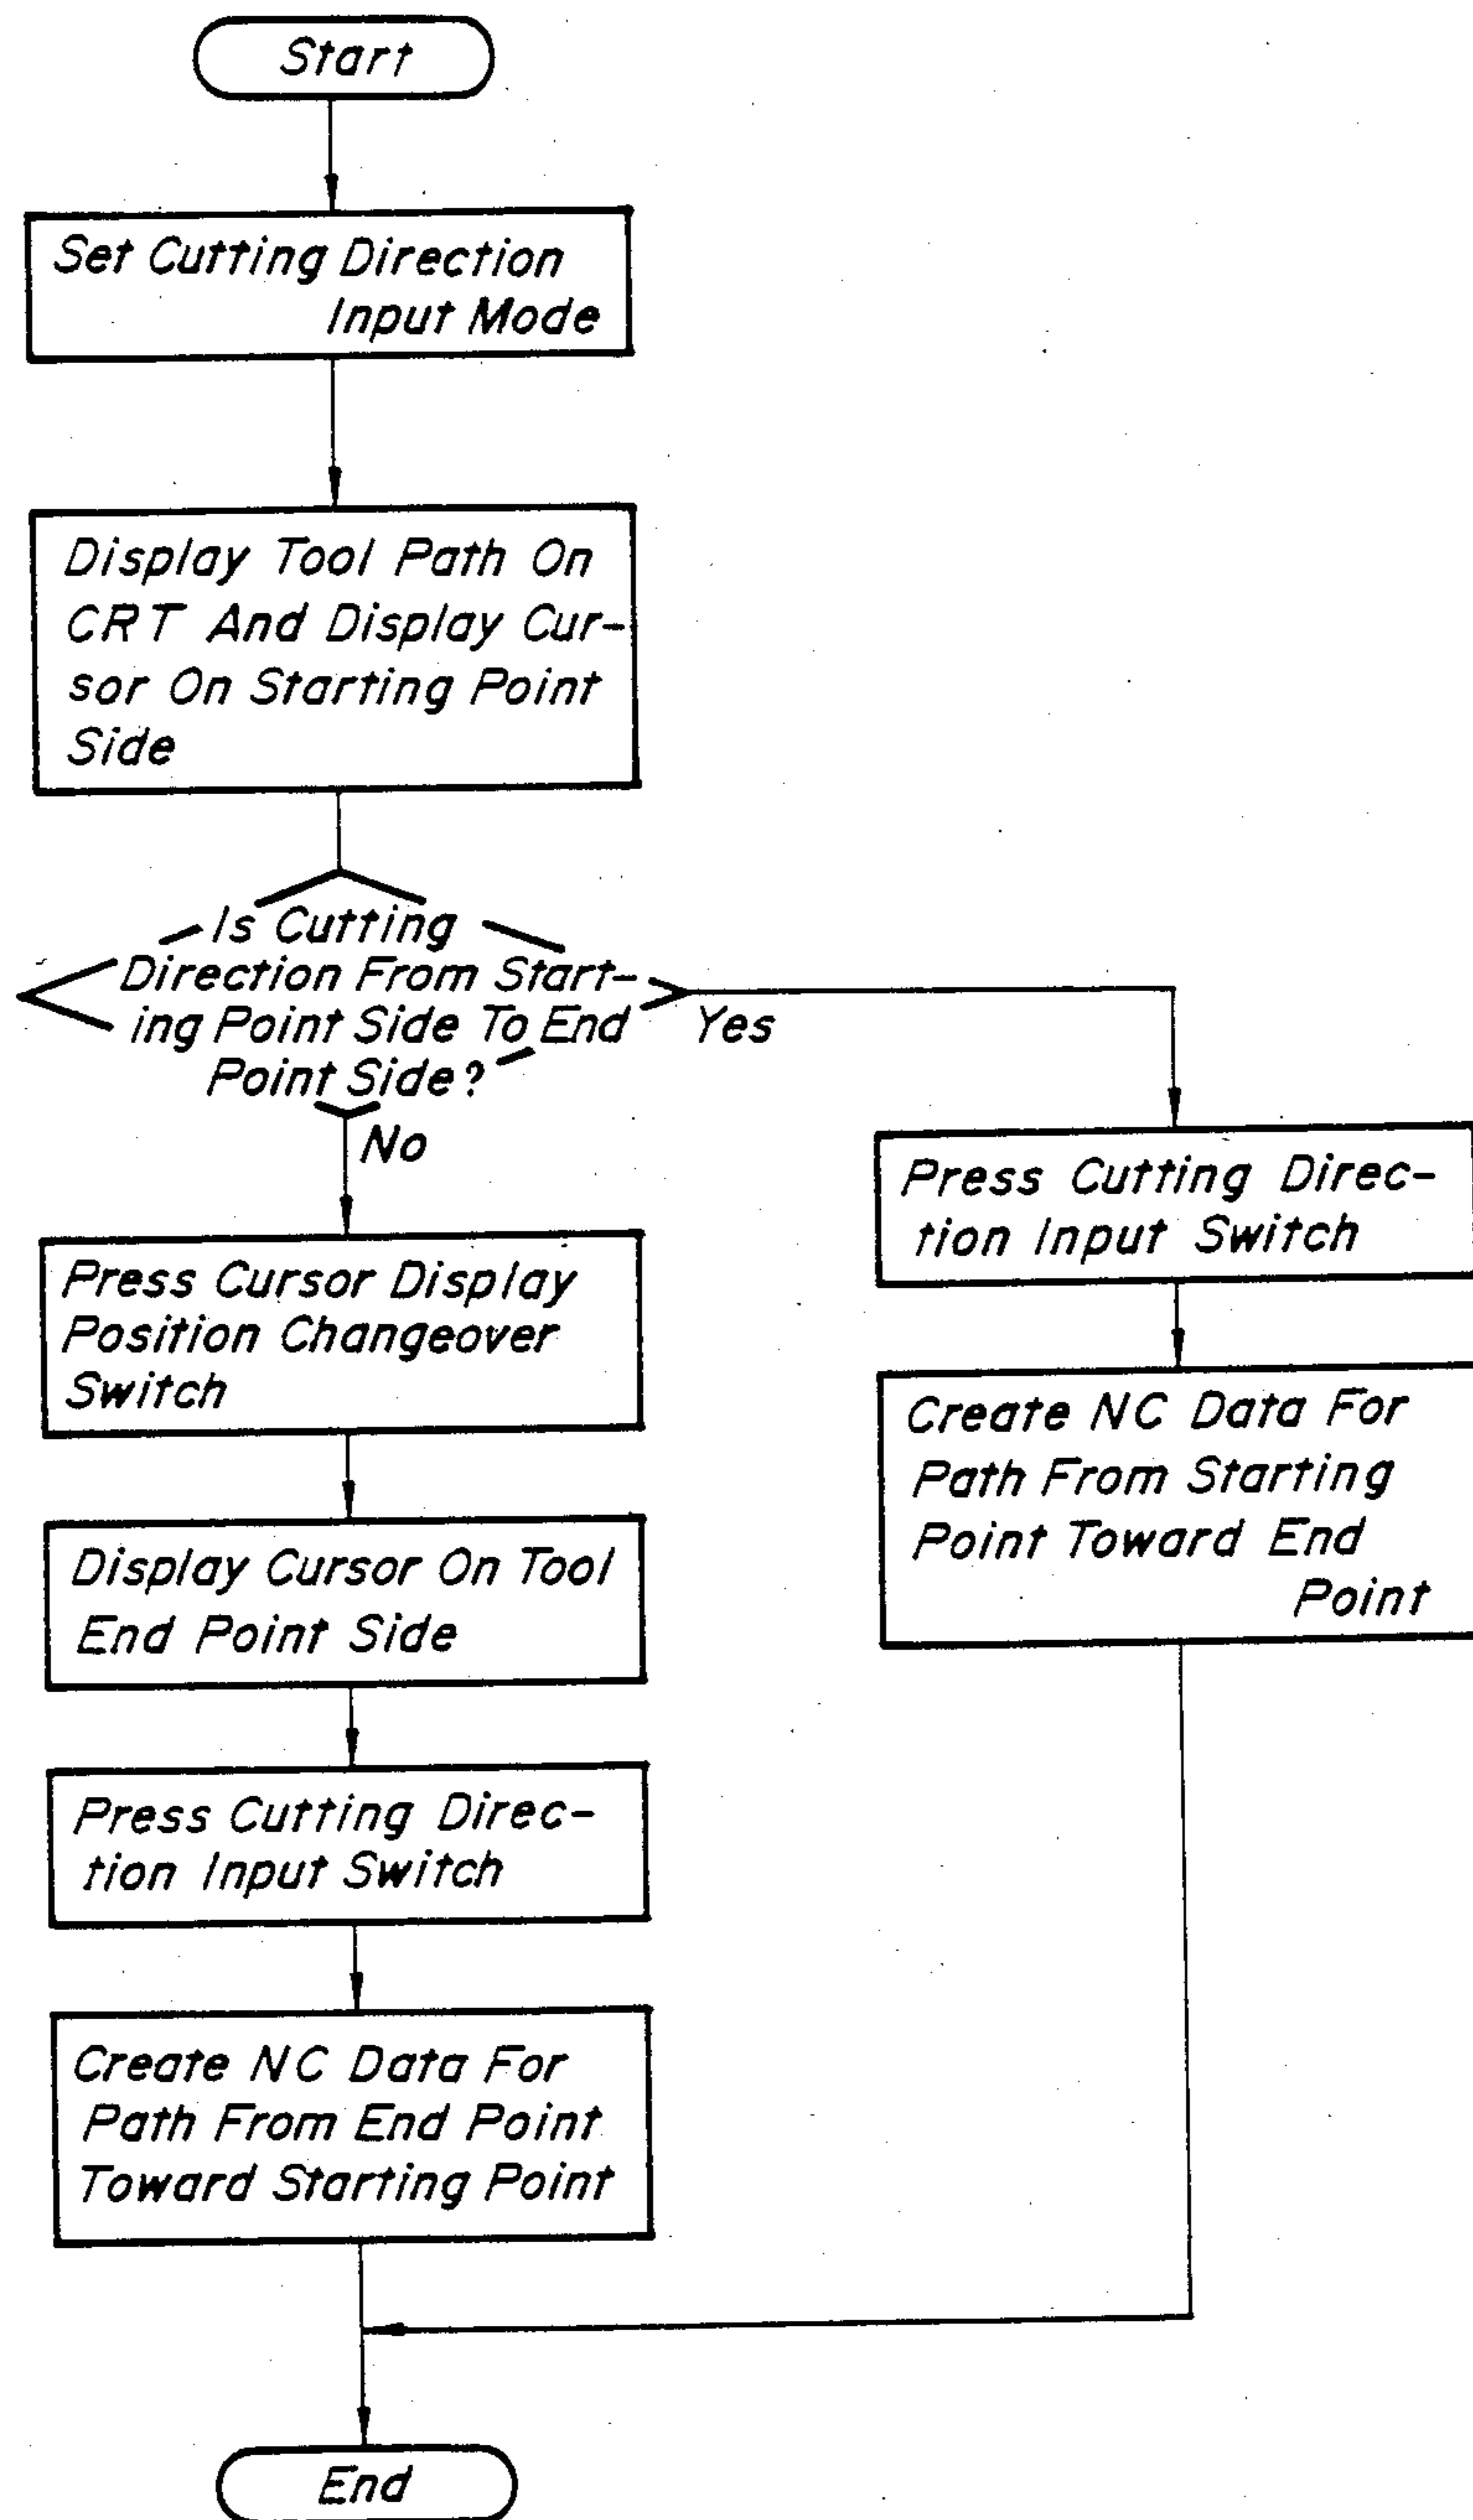 Start
Set Cutting Direction
Input Mode
Display Tool Path On
CRT And Display Cur-
sor On Starting Point
Side
Is Cutting
Direction From Start-
ing Point Side To End
Point Side?
Yes
No
Press Cursor Display
Position Changeover
Switch
Display Cursor On Tool
End Point Side
Press Cutting Direc-
tion Input Switch
Create NC Data For
Path From End Point
Toward Starting Point
Press Cutting Direc-
tion Input Switch
Create NC Data For
Path From Starting
Point Toward End
Point
End